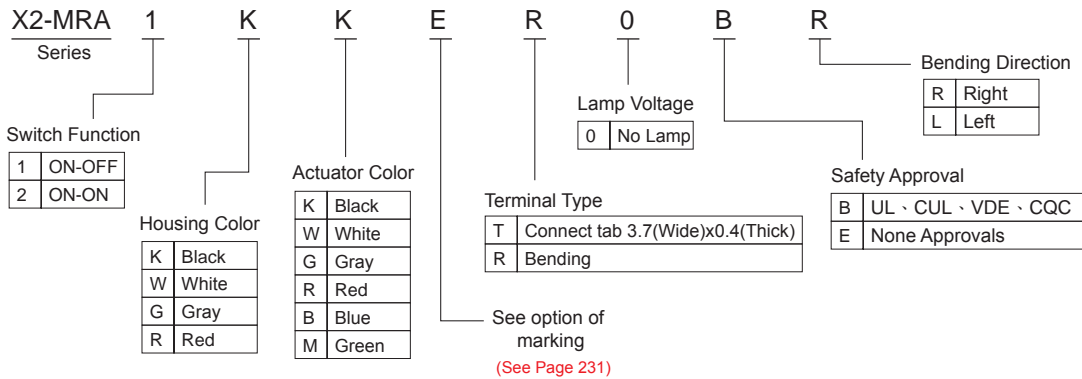 X2-MRA 1 K K E R 0 B R
Series
Switch Function
1 ON-OFF
2 ON-ON
Housing Color
K Black
W White
G Gray
R Red
Actuator Color
K Black
W White
G Gray
R Red
B Blue
M Green
See option of
marking
(See Page 231)
Terminal Type
T Connect tab 3.7(Wide)x0.4(Thick)
R Bending
Lamp Voltage
0 No Lamp
Safety Approval
B UL、CUL、VDE、CQC
E None Approvals
Bending Direction
R Right
L Left